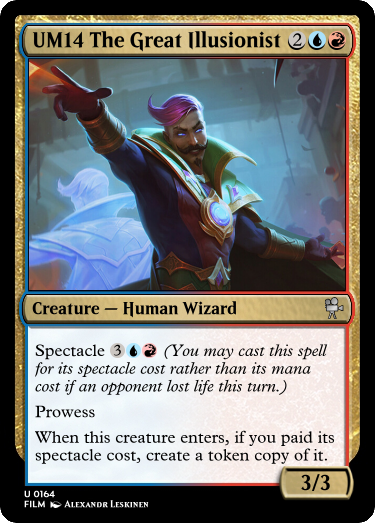 UM14 The Great Illusionist 2
Creature — Human Wizard
Spectacle 3 (You may cast this spell
for its spectacle cost rather than its mana
cost if an opponent lost life this turn.)
Prowess
When this creature enters, if you paid its
spectacle cost, create a token copy of it.
3/3
U 0164
FILM Alexandr Leskinen